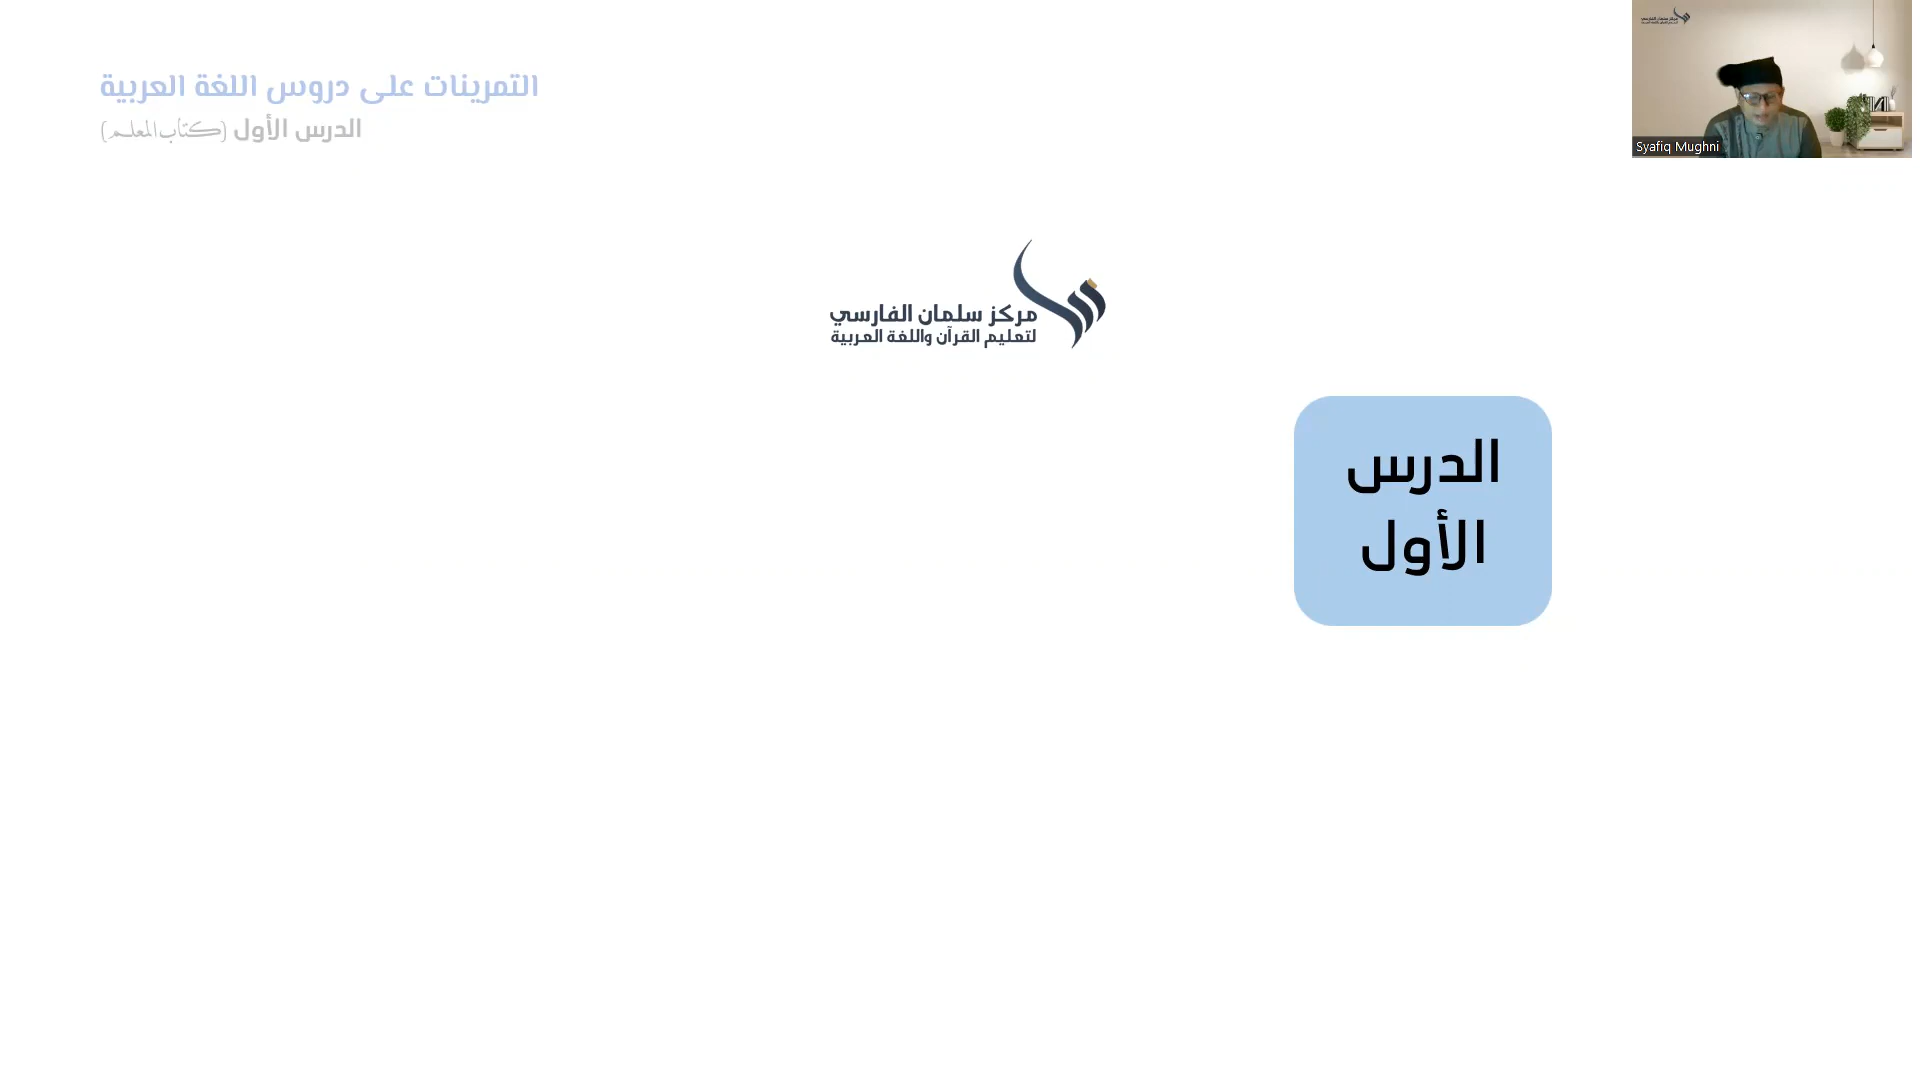 التمرينات على دروس اللغة العربية
الدرس الأول (كتاب المعلم)
Syafiq Mughni
مركز سلمان الفارسي
لتعليم القرآن واللغة العربية
الدرس
الأول